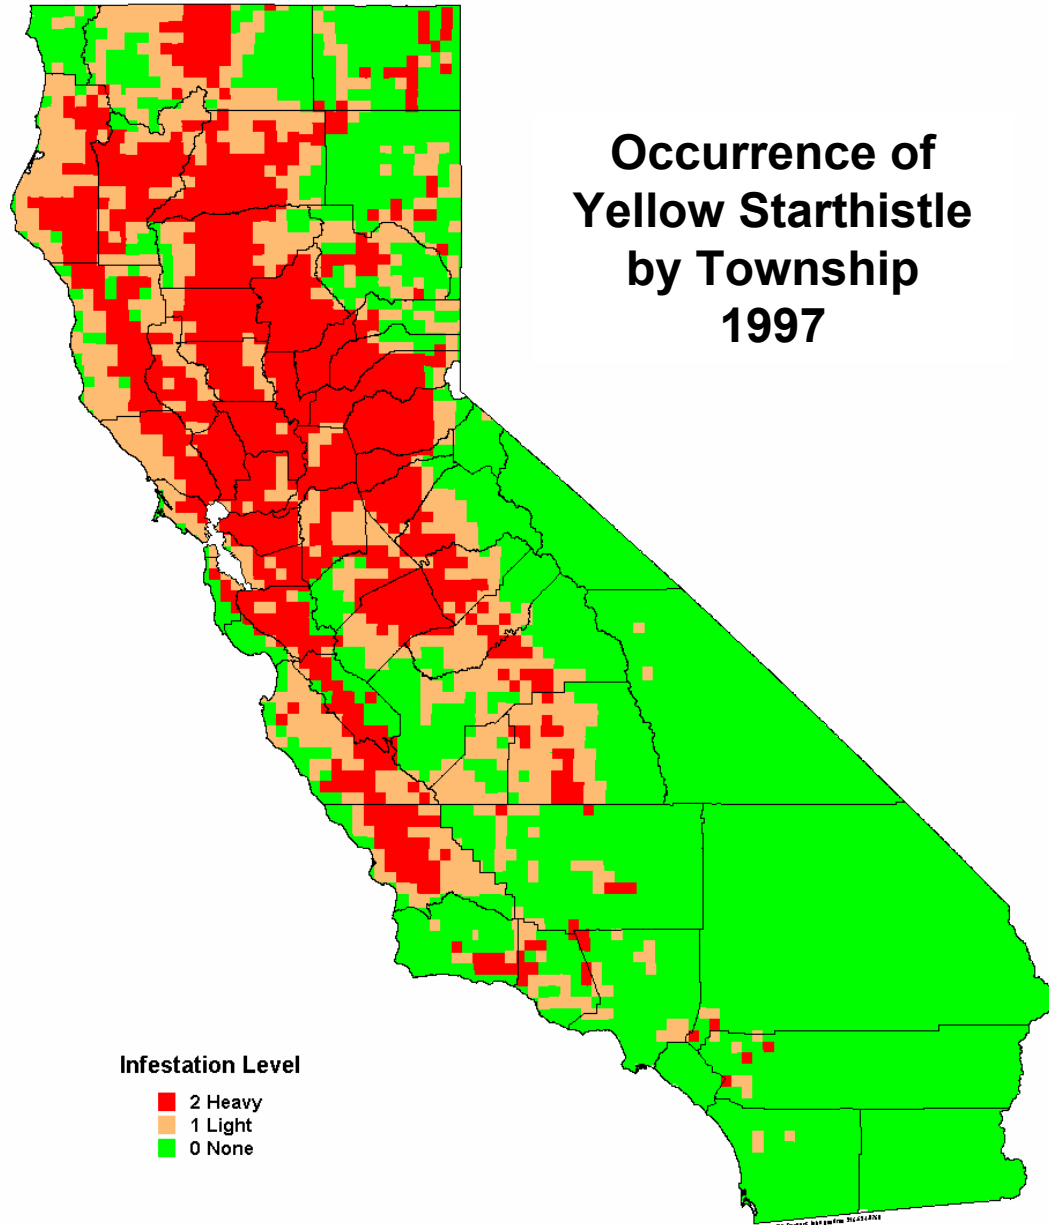 Occurrence of
Yellow Starthistle
by Township
1997
Infestation Level
2 Heavy
1 Light
0 None